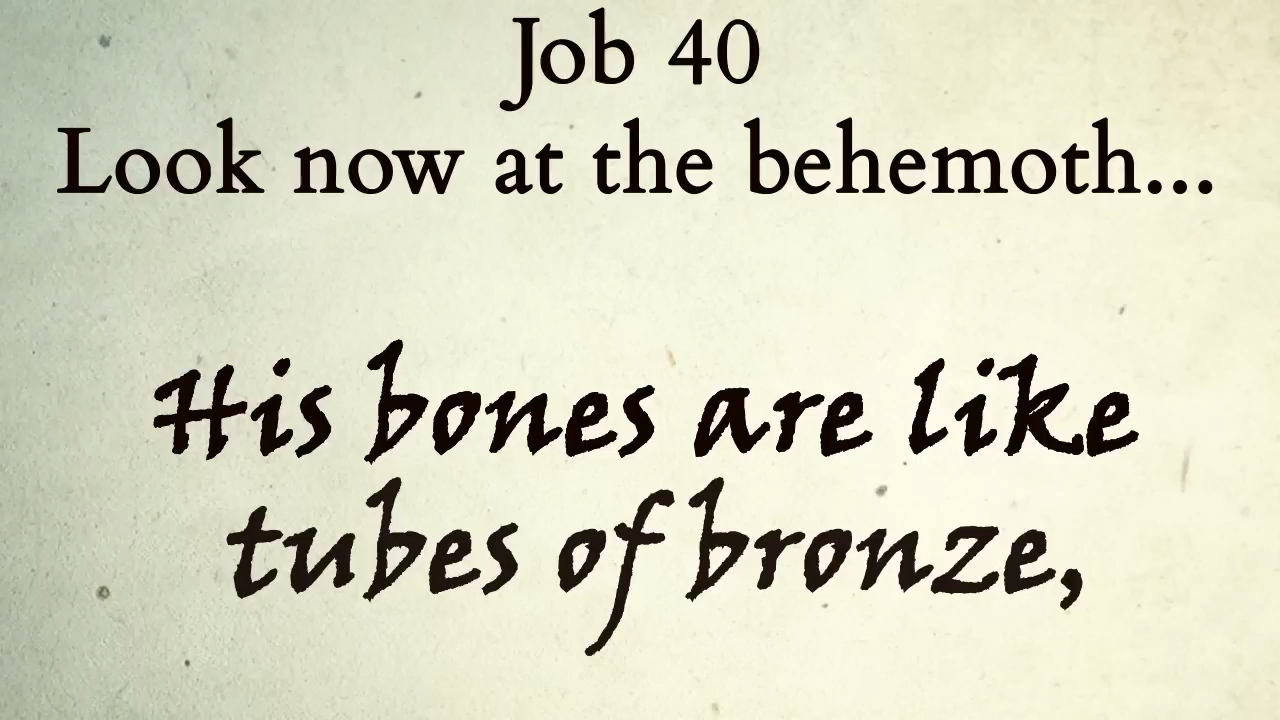 Job 40
Look now at the behemoth...
His bones are like
tubes of bronze,